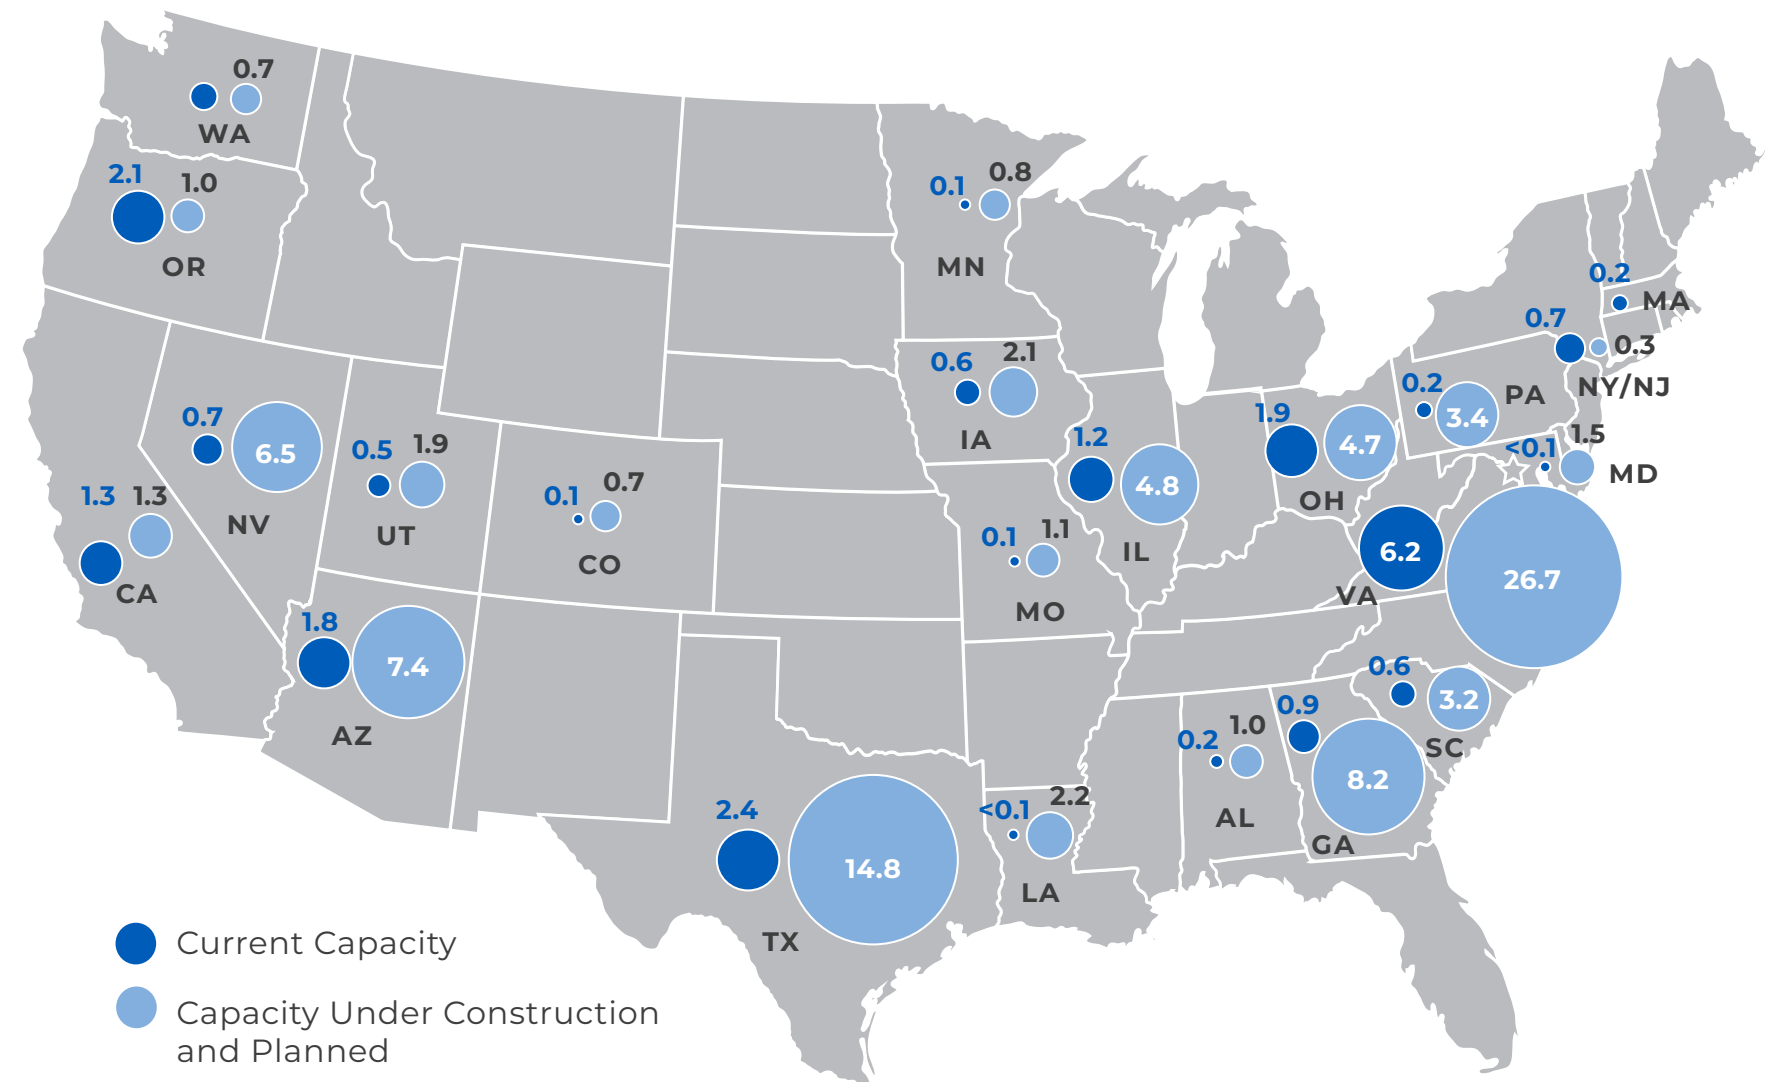 0.7
WA
2.1
1.0
OR
0.1
0.8
MN
0.2
MA
0.7
0.3
NY/NJ
0.6
2.1
IA
0.2
3.4
PA
1.9
4.7
OH
<0.1
1.5
MD
0.7
6.5
NV
0.5
1.9
UT
0.1
0.7
CO
1.2
4.8
IL
1.3
1.3
CA
0.1
1.1
MO
6.2
26.7
VA
1.8
7.4
AZ
0.6
3.2
SC
0.9
8.2
GA
0.2
1.0
AL
2.4
14.8
TX
<0.1
2.2
LA
Current Capacity
Capacity Under Construction
and Planned